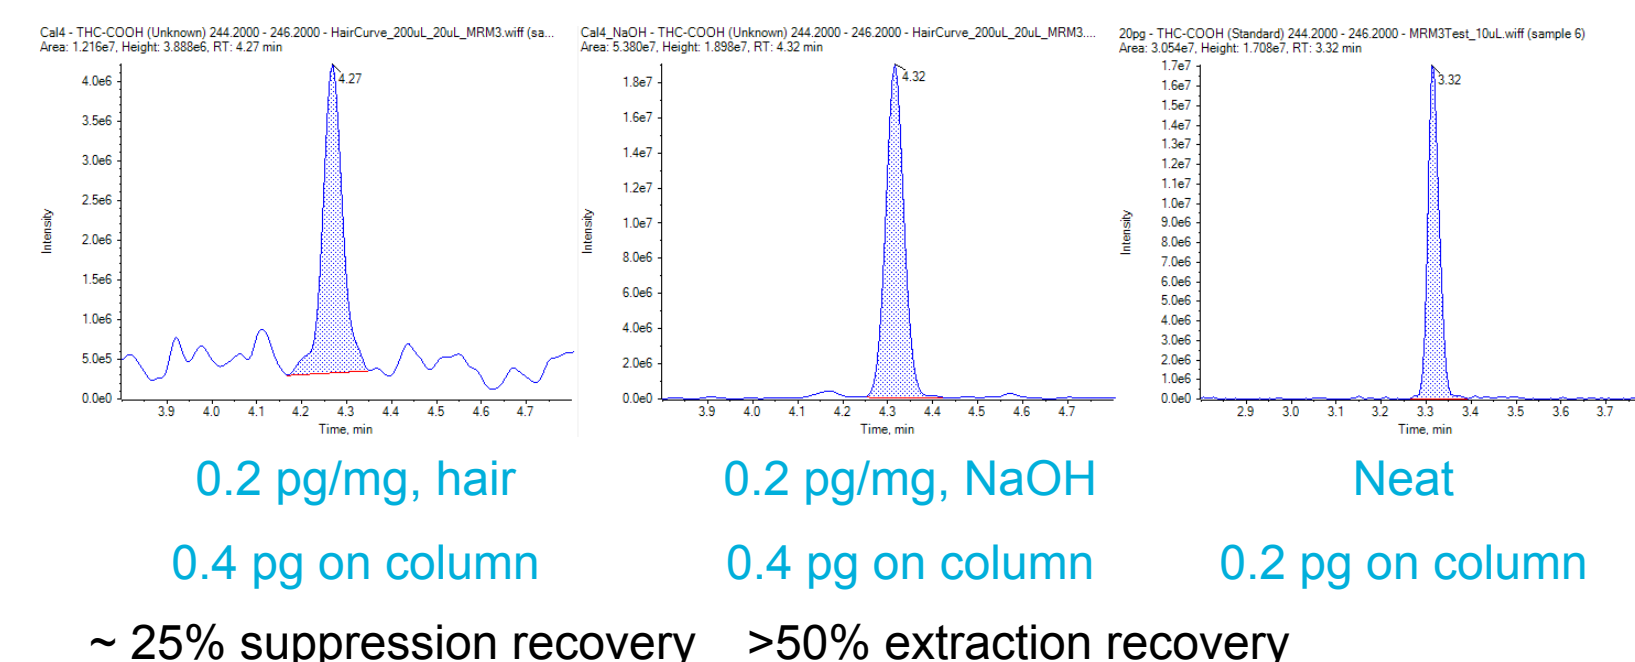 Cal4 - THC-COOH (Unknown) 244.2000 - 246.2000 - HairCurve_200uL_20uL_MRM3.wiff (sa...
Area: 1.216e7, Height: 3.888e6, RT: 4.27 min
4.27
4.0e6
3.5e6
3.0e6
2.5e6
2.0e6
1.5e6
1.0e6
5.0e5
0.0e0
Intensity
3.9 4.0 4.1 4.2 4.3 4.4 4.5 4.6 4.7
Time, min
Cal4_NaOH - THC-COOH (Unknown) 244.2000 - 246.2000 - HairCurve_200uL_20uL_MRM3....
Area: 5.380e7, Height: 1.898e7, RT: 4.32 min
4.32
1.8e7
1.6e7
1.4e7
1.2e7
1.0e7
8.0e6
6.0e6
4.0e6
2.0e6
0.0e0
Intensity
3.9 4.0 4.1 4.2 4.3 4.4 4.5 4.6 4.7
Time, min
20pg - THC-COOH (Standard) 244.2000 - 246.2000 - MRM3Test_10uL.wiff (sample 6)
Area: 3.054e7, Height: 1.708e7, RT: 3.32 min
3.32
1.7e7
1.6e7
1.5e7
1.4e7
1.3e7
1.2e7
1.1e7
1.0e7
9.0e6
8.0e6
7.0e6
6.0e6
5.0e6
4.0e6
3.0e6
2.0e6
1.0e6
0.0e0
Intensity
2.9 3.0 3.1 3.2 3.3 3.4 3.5 3.6 3.7
Time, min
0.2 pg/mg, hair
0.2 pg/mg, NaOH
Neat
0.4 pg on column
0.4 pg on column
0.2 pg on column
~ 25% suppression recovery
>50% extraction recovery